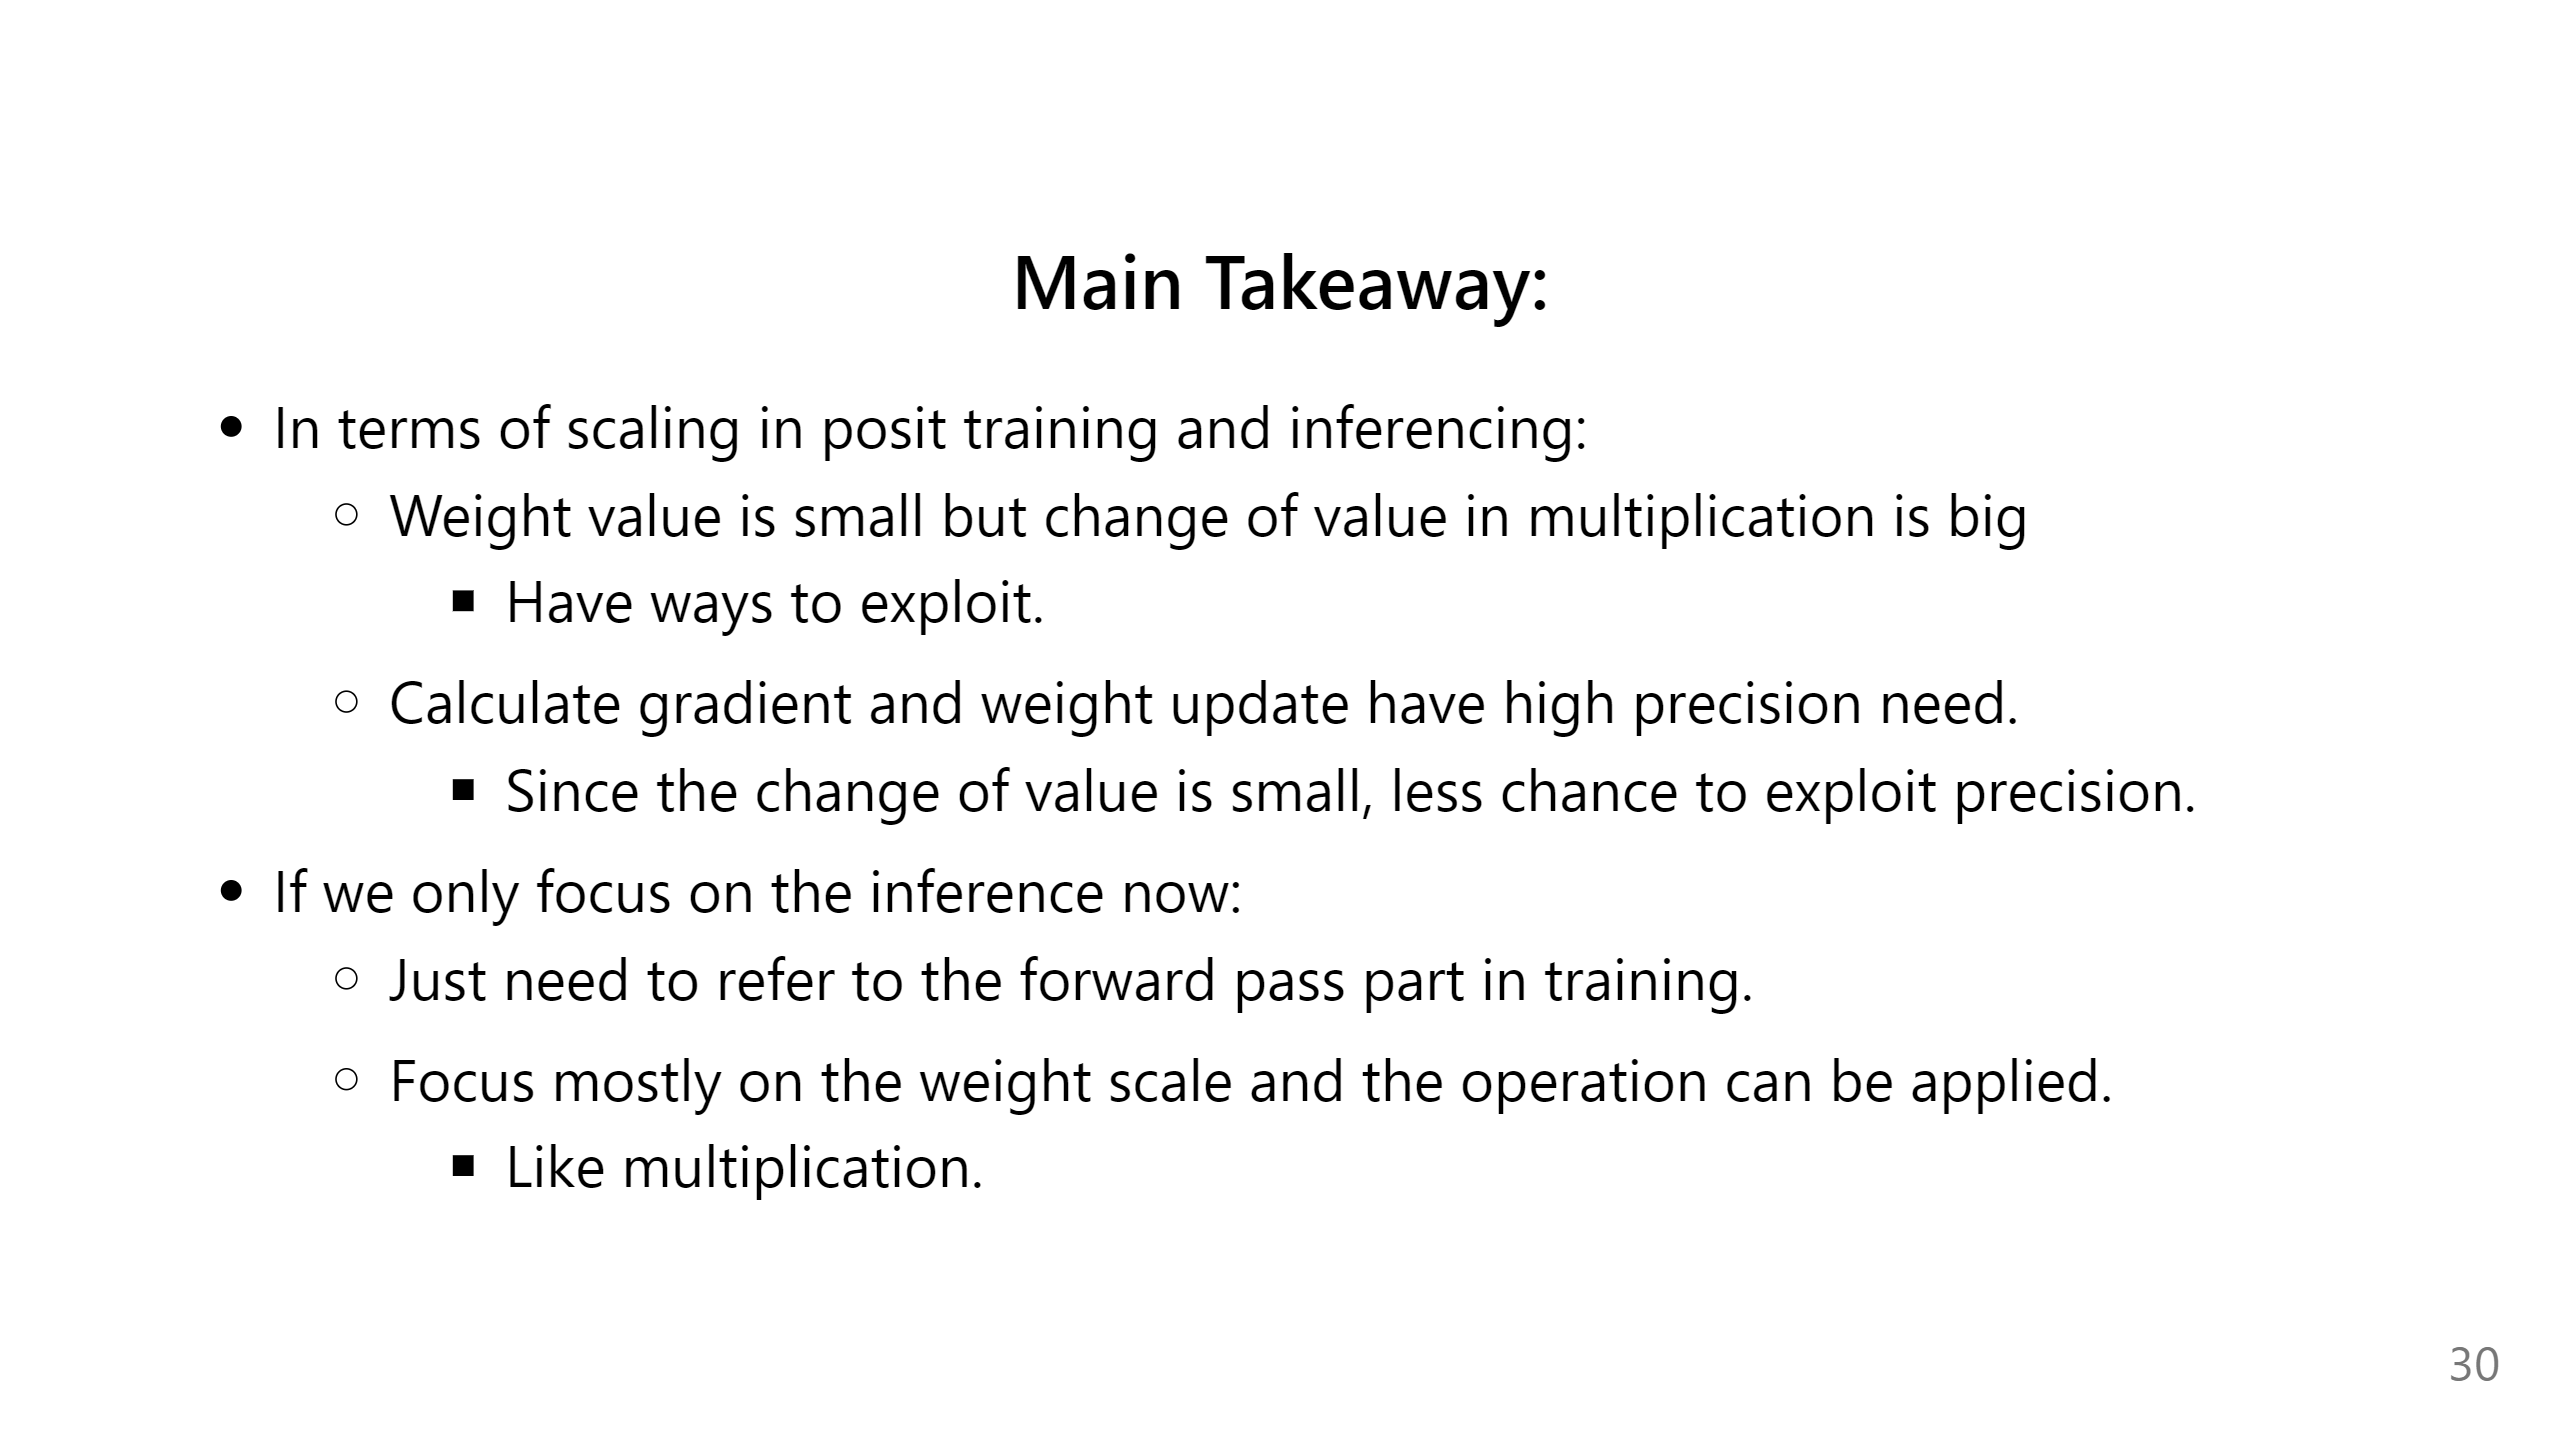 Main Takeaway:
In terms of scaling in posit training and inferencing:
Weight value is small but change of value in multiplication is big
Have ways to exploit.
Calculate gradient and weight update have high precision need.
Since the change of value is small, less chance to exploit precision.
If we only focus on the inference now:
Just need to refer to the forward pass part in training.
Focus mostly on the weight scale and the operation can be applied.
Like multiplication.
30